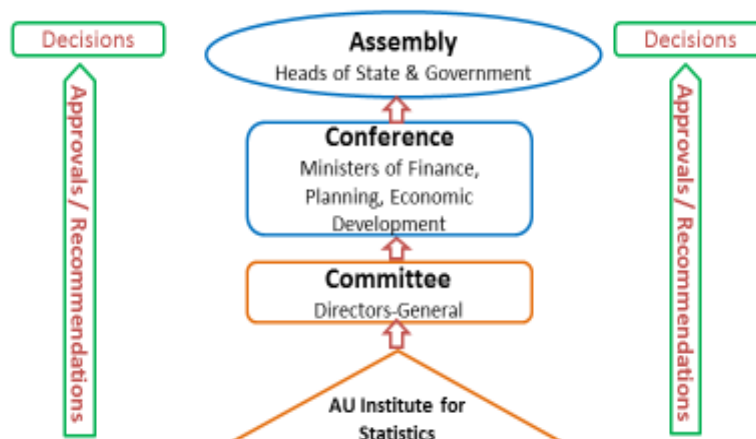 Decisions
Assembly
Heads of State & Government
Decisions
Approvals / Recommendations
Conference
Ministers of Finance,
Planning, Economic
Development
Approvals / Recommendations
Committee
Directors-General
AU Institute for
Statistics